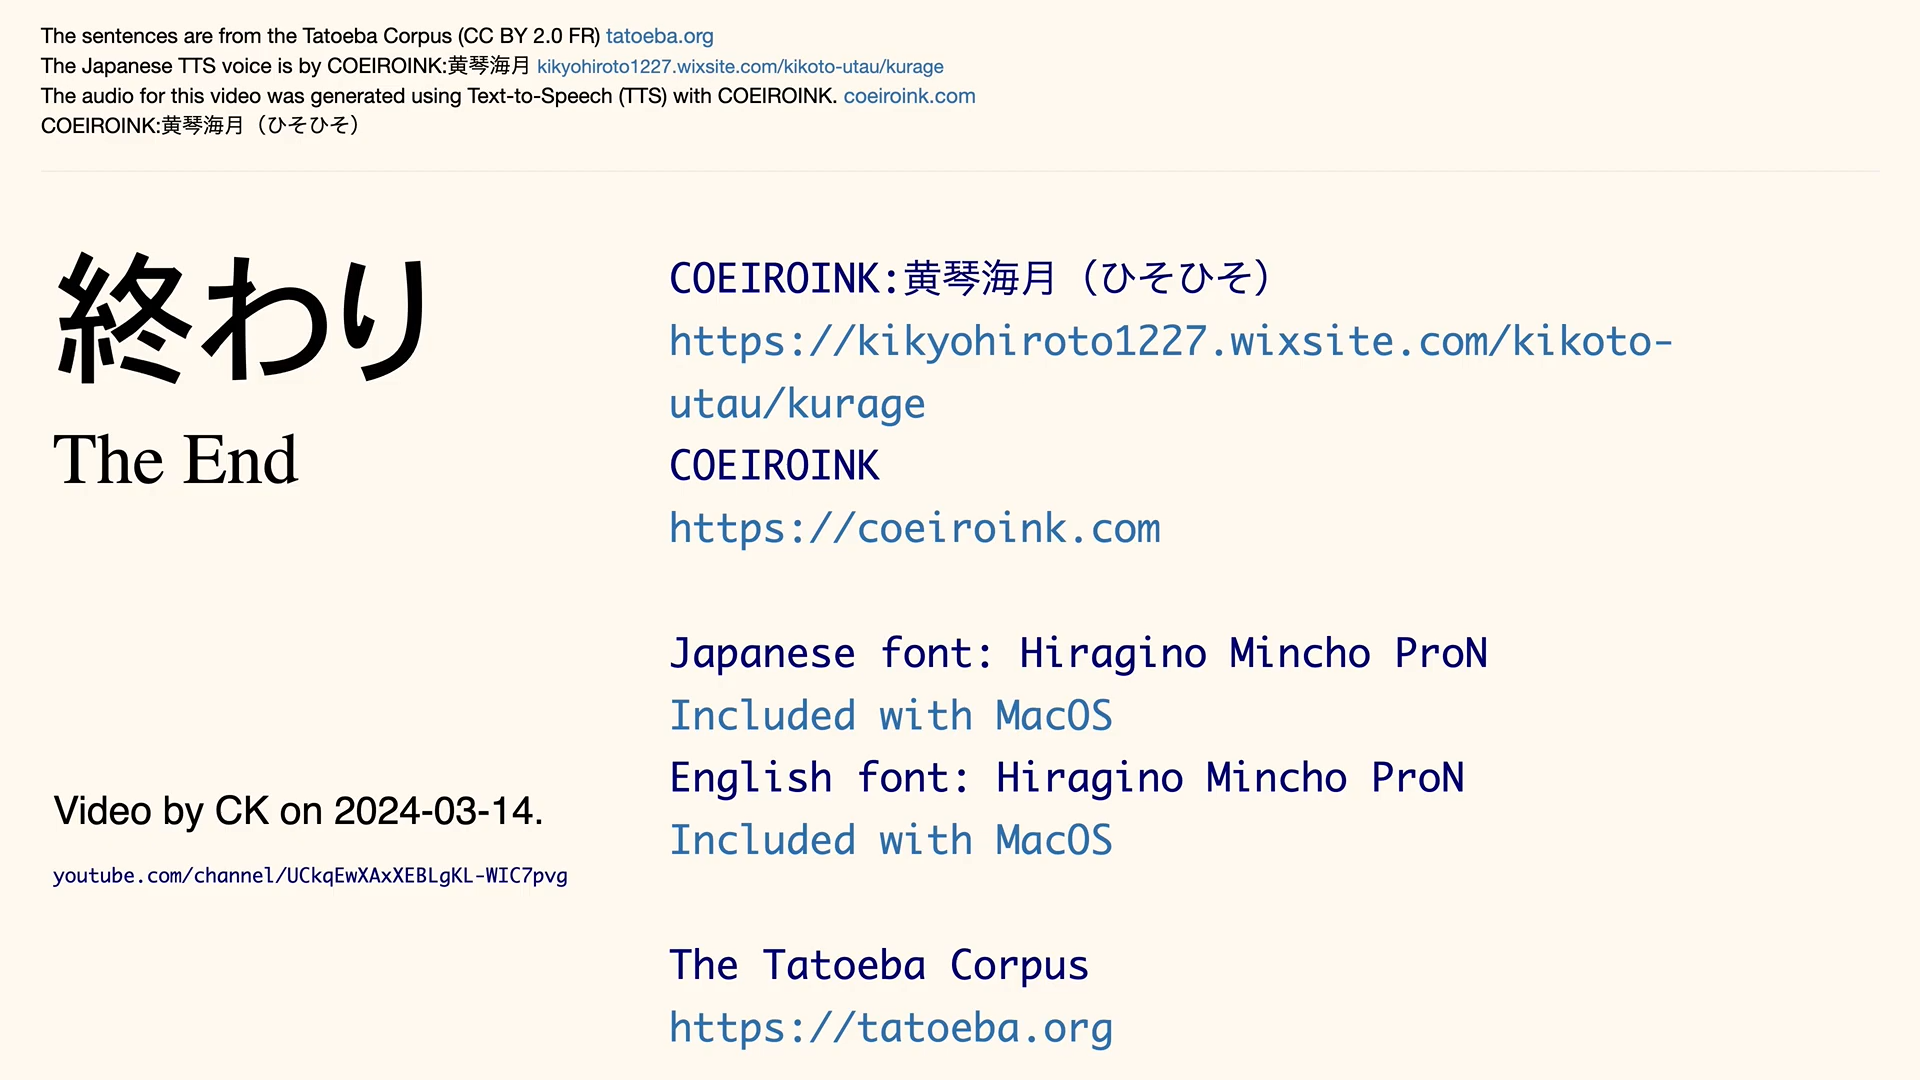 The sentences are from the Tatoeba Corpus (CC BY 2.0 FR) tatoeba.org
The Japanese TTS voice is by COEIROINK:黄琴海月 kikyohiroto1227.wixsite.com/kikoto-utau/kurage
The audio for this video was generated using Text-to-Speech (TTS) with COEIROINK. coeiroink.com
COEIROINK:黄琴海月（ひそひそ）
終わり
The End
Video by CK on 2024-03-14.
youtube.com/channel/UCkqEwXAxXEBLgKL-WIC7pvg
COEIROINK:黄琴海月（ひそひそ）
https://kikyohiroto1227.wixsite.com/kikoto-
utau/kurage
COEIROINK
https://coeiroink.com
Japanese font: Hiragino Mincho ProN
Included with MacOS
English font: Hiragino Mincho ProN
Included with MacOS
The Tatoeba Corpus
https://tatoeba.org